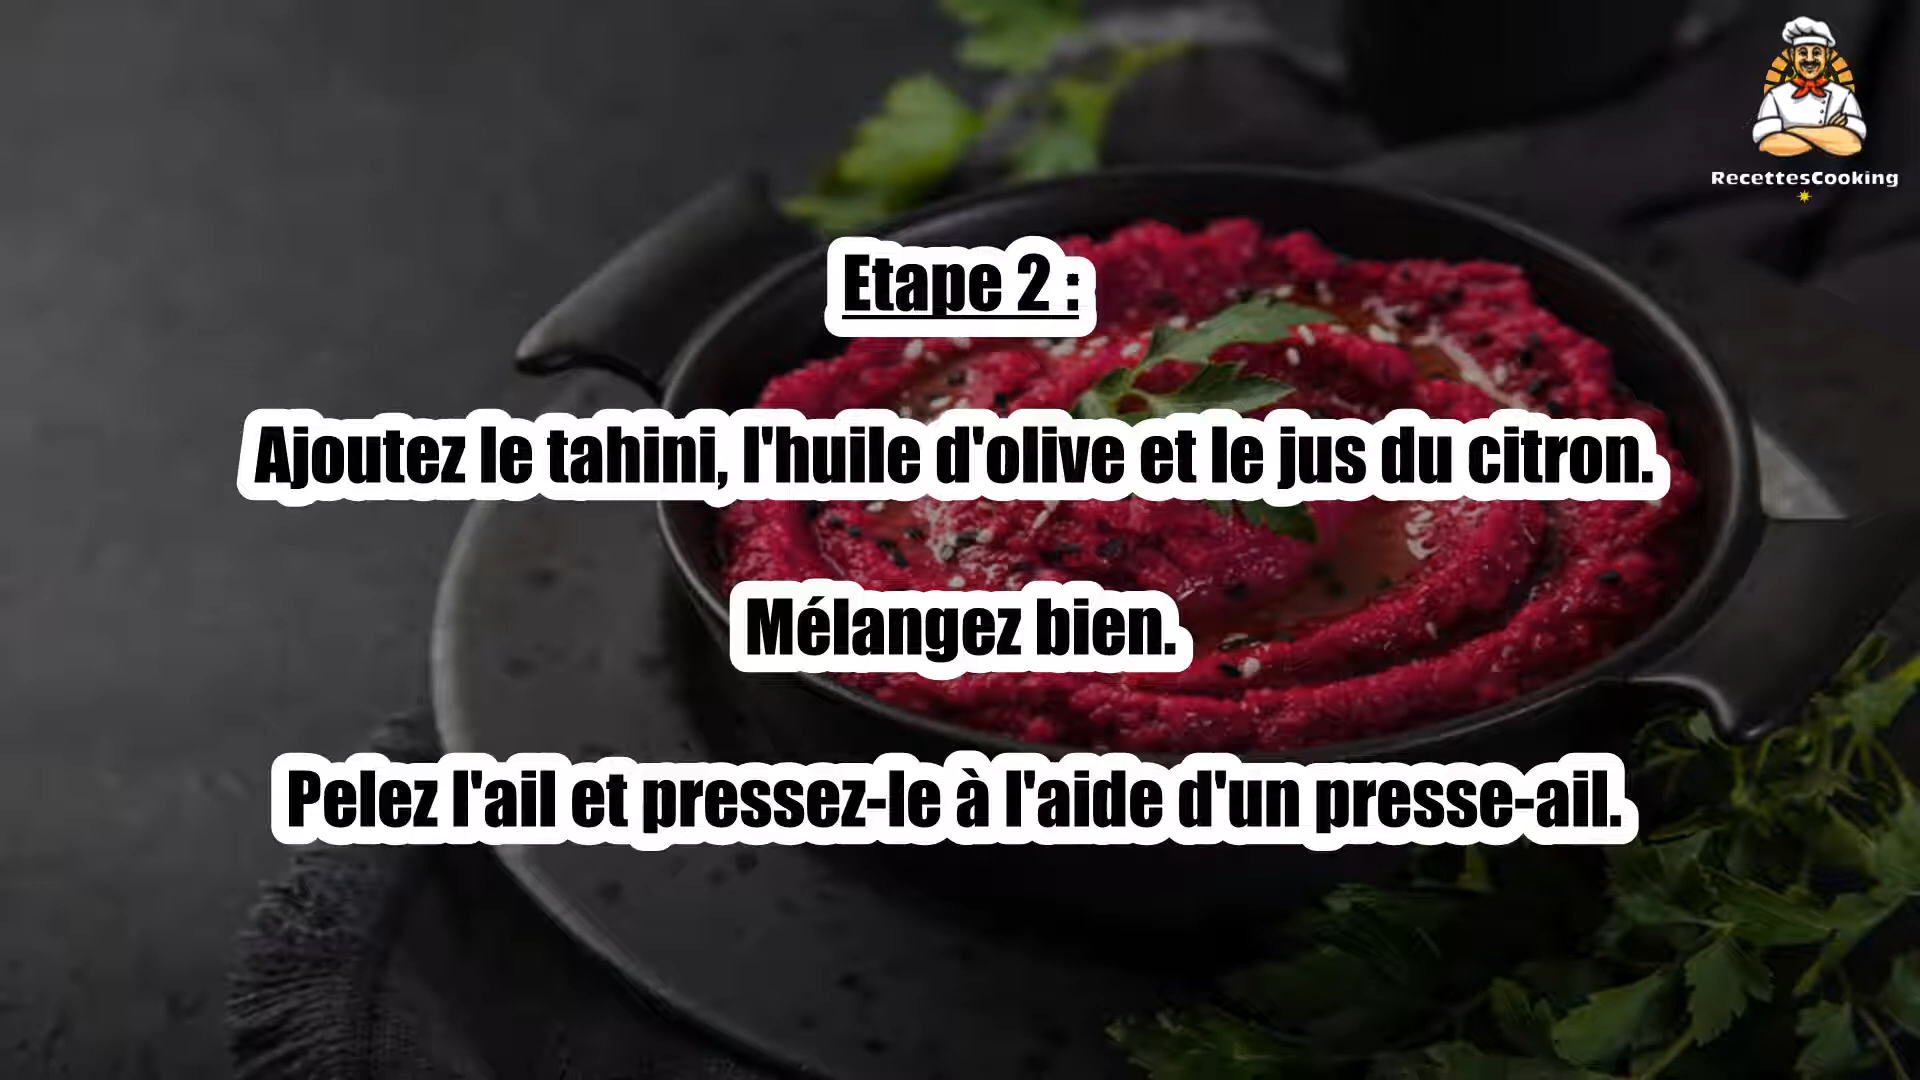 RecettesCooking
Etape 2 :
Ajoutez le tahini, l'huile d'olive et le jus du citron.
Mélangez bien.
Pelez l'ail et pressez-le à l'aide d'un presse-ail.